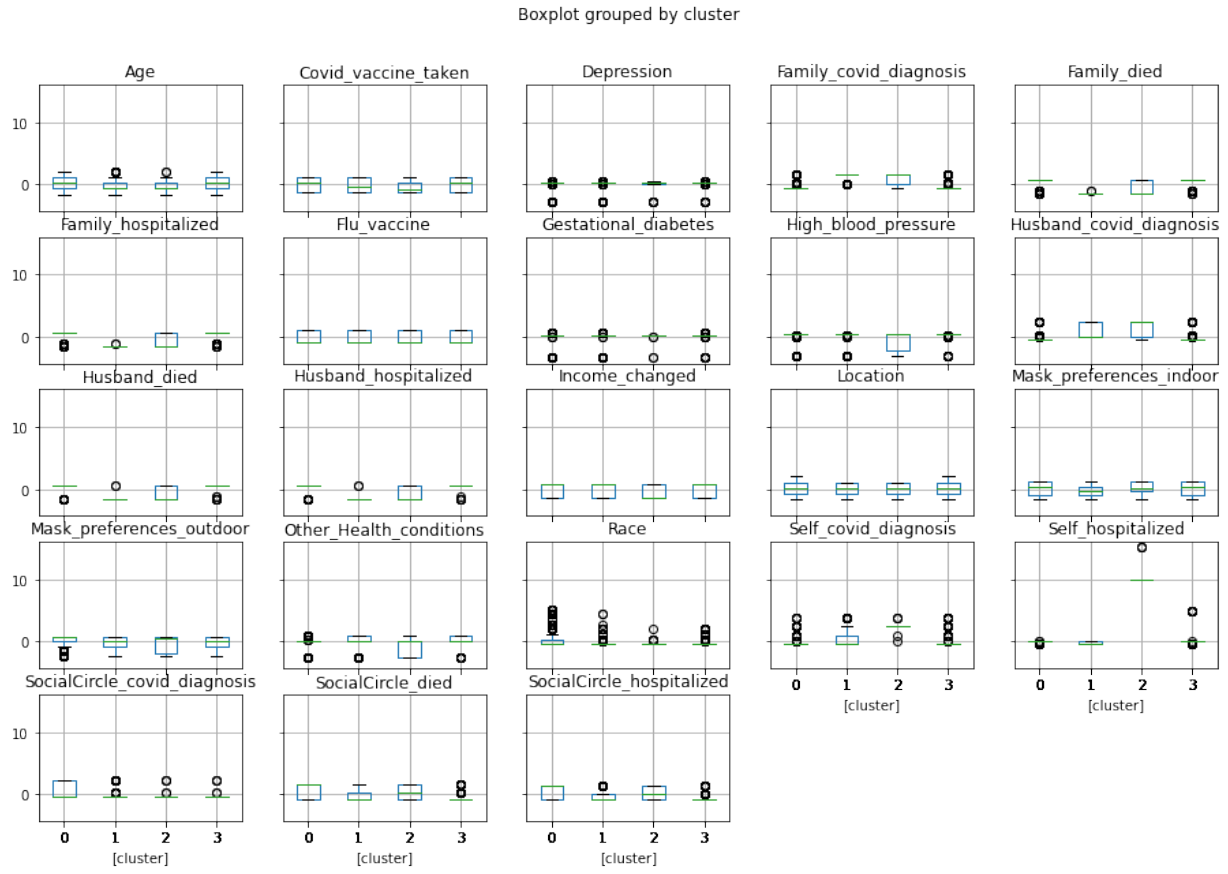 Boxplot grouped by cluster
Age
Covid_vaccine_taken
Depression
Family_covid_diagnosis
Family_died
10
0
Family_hospitalized
Flu_vaccine
Gestational_diabetes
High_blood_pressure
Husband_covid_diagnosis
10
0
Husband_died
Husband_hospitalized
Income_changed
Location
Mask_preferences_indoor
10
0
Mask_preferences_outdoor
Other_Health_conditions
Race
Self_covid_diagnosis
Self_hospitalized
10
0
0 1 2 3
[cluster]
0 1 2 3
[cluster]
SocialCircle_covid_diagnosis
SocialCircle_died
SocialCircle_hospitalized
10
0
0 1 2 3
[cluster]
0 1 2 3
[cluster]
0 1 2 3
[cluster]